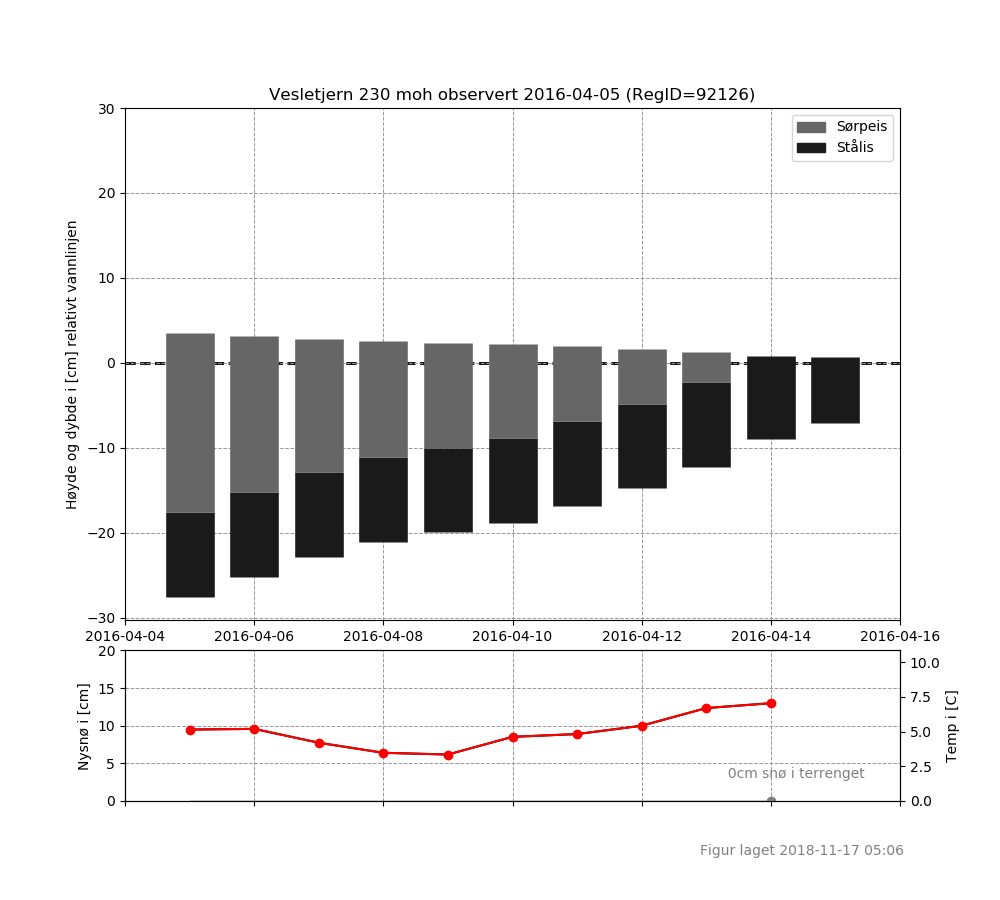 Vesletjern 230 moh observert 2016-04-05 (RegID=92126)
Høyde og dybde i [cm] relativt vannlinjen
30
20
10
0
−10
−20
−30
Sørpeis
Stålis
2016-04-04 2016-04-06 2016-04-08 2016-04-10 2016-04-12 2016-04-14 2016-04-16
Nysnø i [cm]
20
15
10
5
0
10.0
7.5
5.0
2.5
0.0
Temp i [C]
0cm snø i terrenget
Figur laget 2018-11-17 05:06